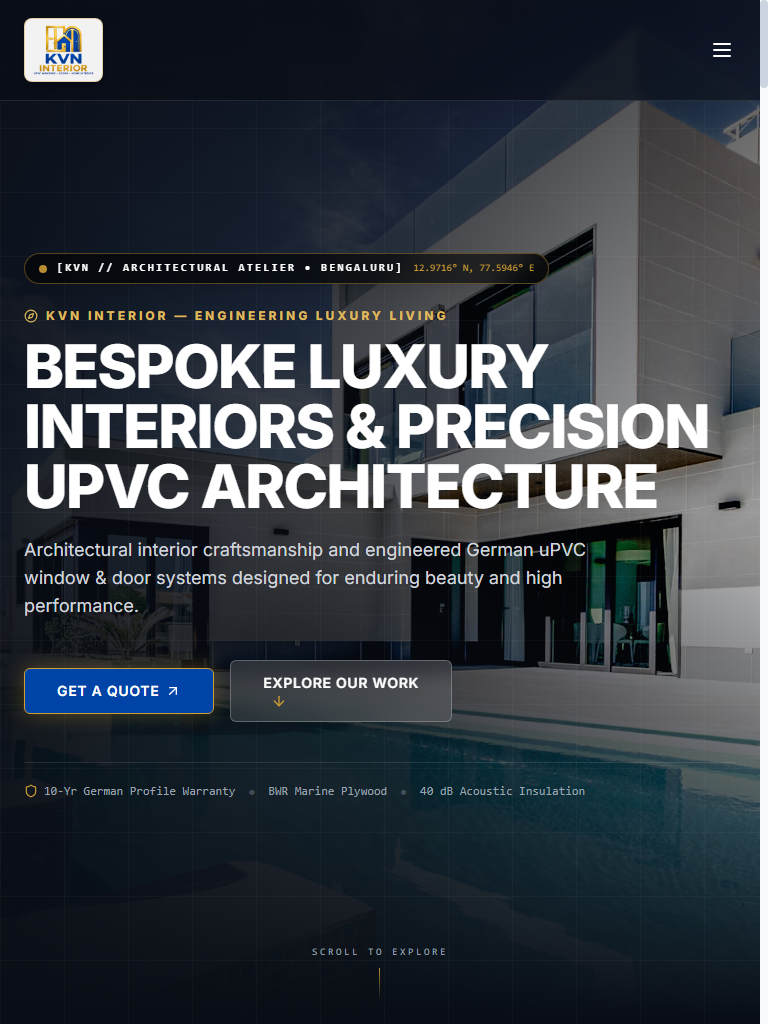 KVN
INTERIOR
[KVN // ARCHITECTURAL ATELIER • BENGALURU] 12.9716° N, 77.5946° E
KVN INTERIOR — ENGINEERING LUXURY LIVING
BESPOKE LUXURY
INTERIORS & PRECISION
UPVC ARCHITECTURE
Architectural interior craftsmanship and engineered German uPVC
window & door systems designed for enduring beauty and high
performance.
GET A QUOTE
EXPLORE OUR WORK
10-Yr German Profile Warranty • BWR Marine Plywood • 40 dB Acoustic Insulation
SCROLL TO EXPLORE